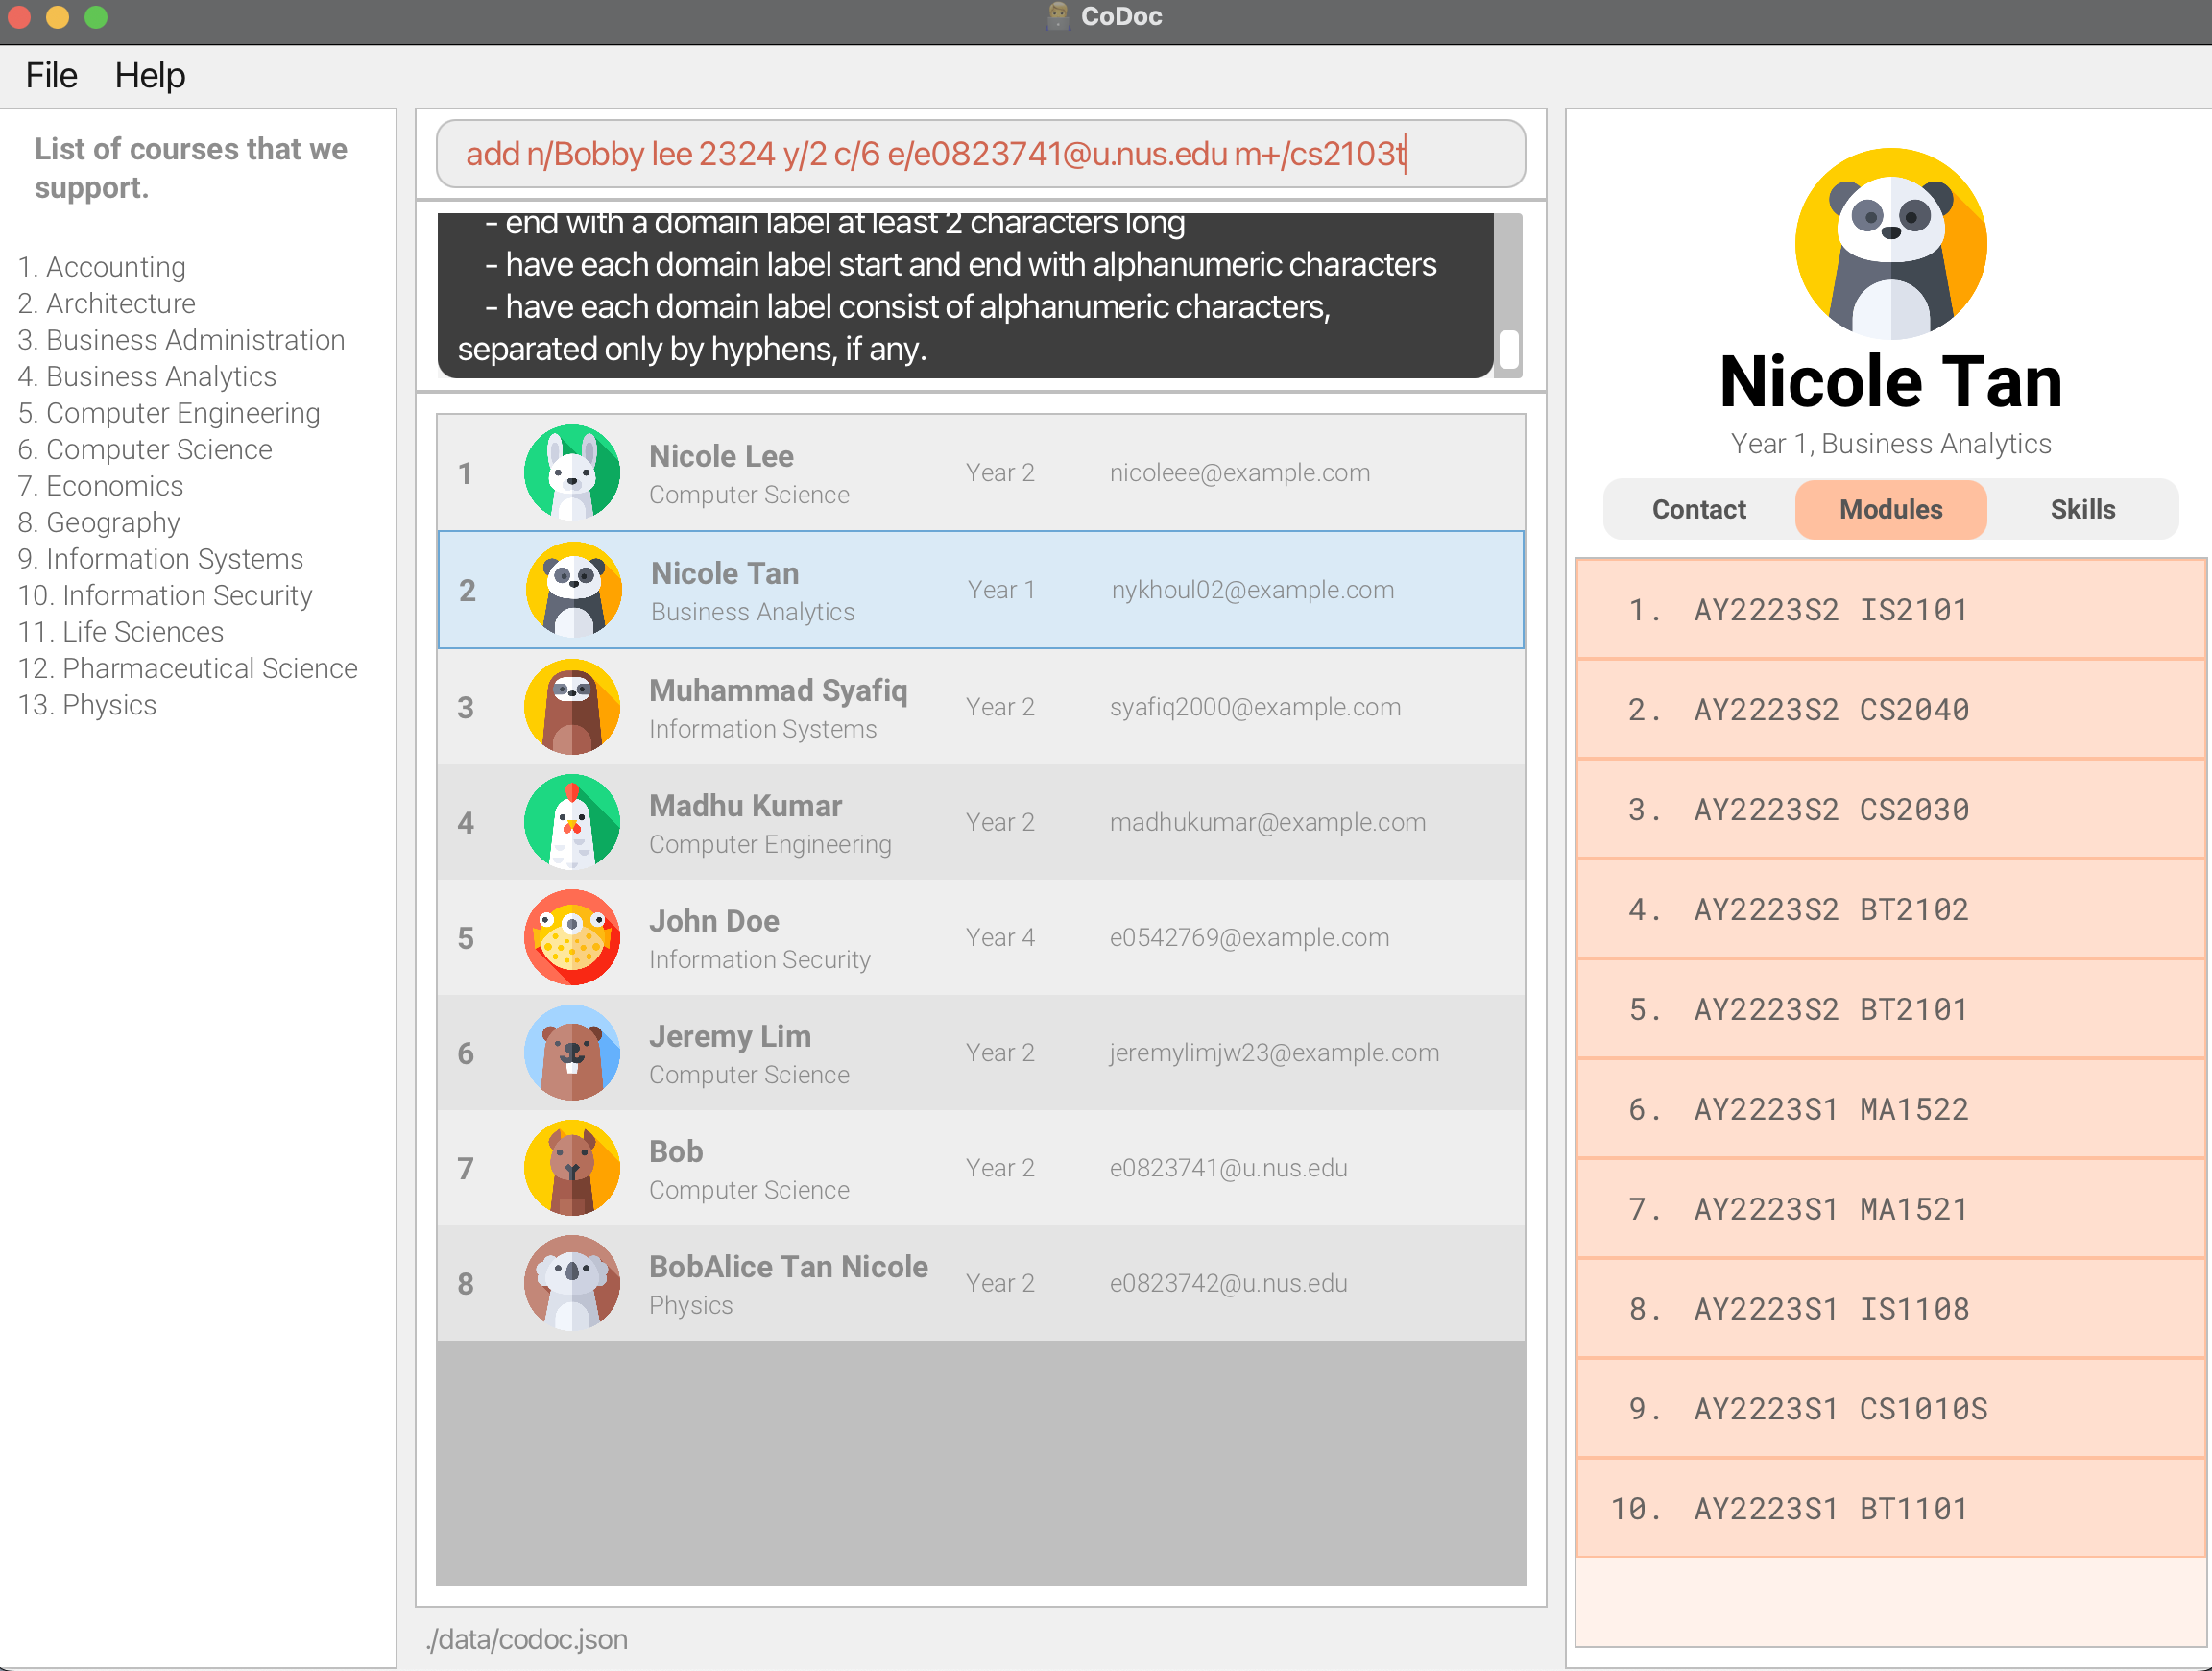 CoDoc
File Help
List of courses that we
support.
1. Accounting
2. Architecture
3. Business Administration
4. Business Analytics
5. Computer Engineering
6. Computer Science
7. Economics
8. Geography
9. Information Systems
10. Information Security
11. Life Sciences
12. Pharmaceutical Science
13. Physics
add n/Bobby lee 2324 y/2 c/6 e/e0823741@u.nus.edu m+/cs2103t
- end with a domain label at least 2 characters long
- have each domain label start and end with alphanumeric characters
- have each domain label consist of alphanumeric characters,
separated only by hyphens, if any.
1 Nicole Lee Year 2 nicoleee@example.com
Computer Science
2 Nicole Tan Year 1 nykhoul02@example.com
Business Analytics
3 Muhammad Syafiq Year 2 syafiq2000@example.com
Information Systems
4 Madhu Kumar Year 2 madhukumar@example.com
Computer Engineering
5 John Doe Year 4 e0542769@example.com
Information Security
6 Jeremy Lim Year 2 jeremylimjw23@example.com
Computer Science
7 Bob Year 2 e0823741@u.nus.edu
Computer Science
8 BobAlice Tan Nicole Year 2 e0823742@u.nus.edu
Physics
./data/codoc.json
Nicole Tan
Year 1, Business Analytics
Contact Modules Skills
1. AY2223S2 IS2101
2. AY2223S2 CS2040
3. AY2223S2 CS2030
4. AY2223S2 BT2102
5. AY2223S2 BT2101
6. AY2223S1 MA1522
7. AY2223S1 MA1521
8. AY2223S1 IS1108
9. AY2223S1 CS1010S
10. AY2223S1 BT1101